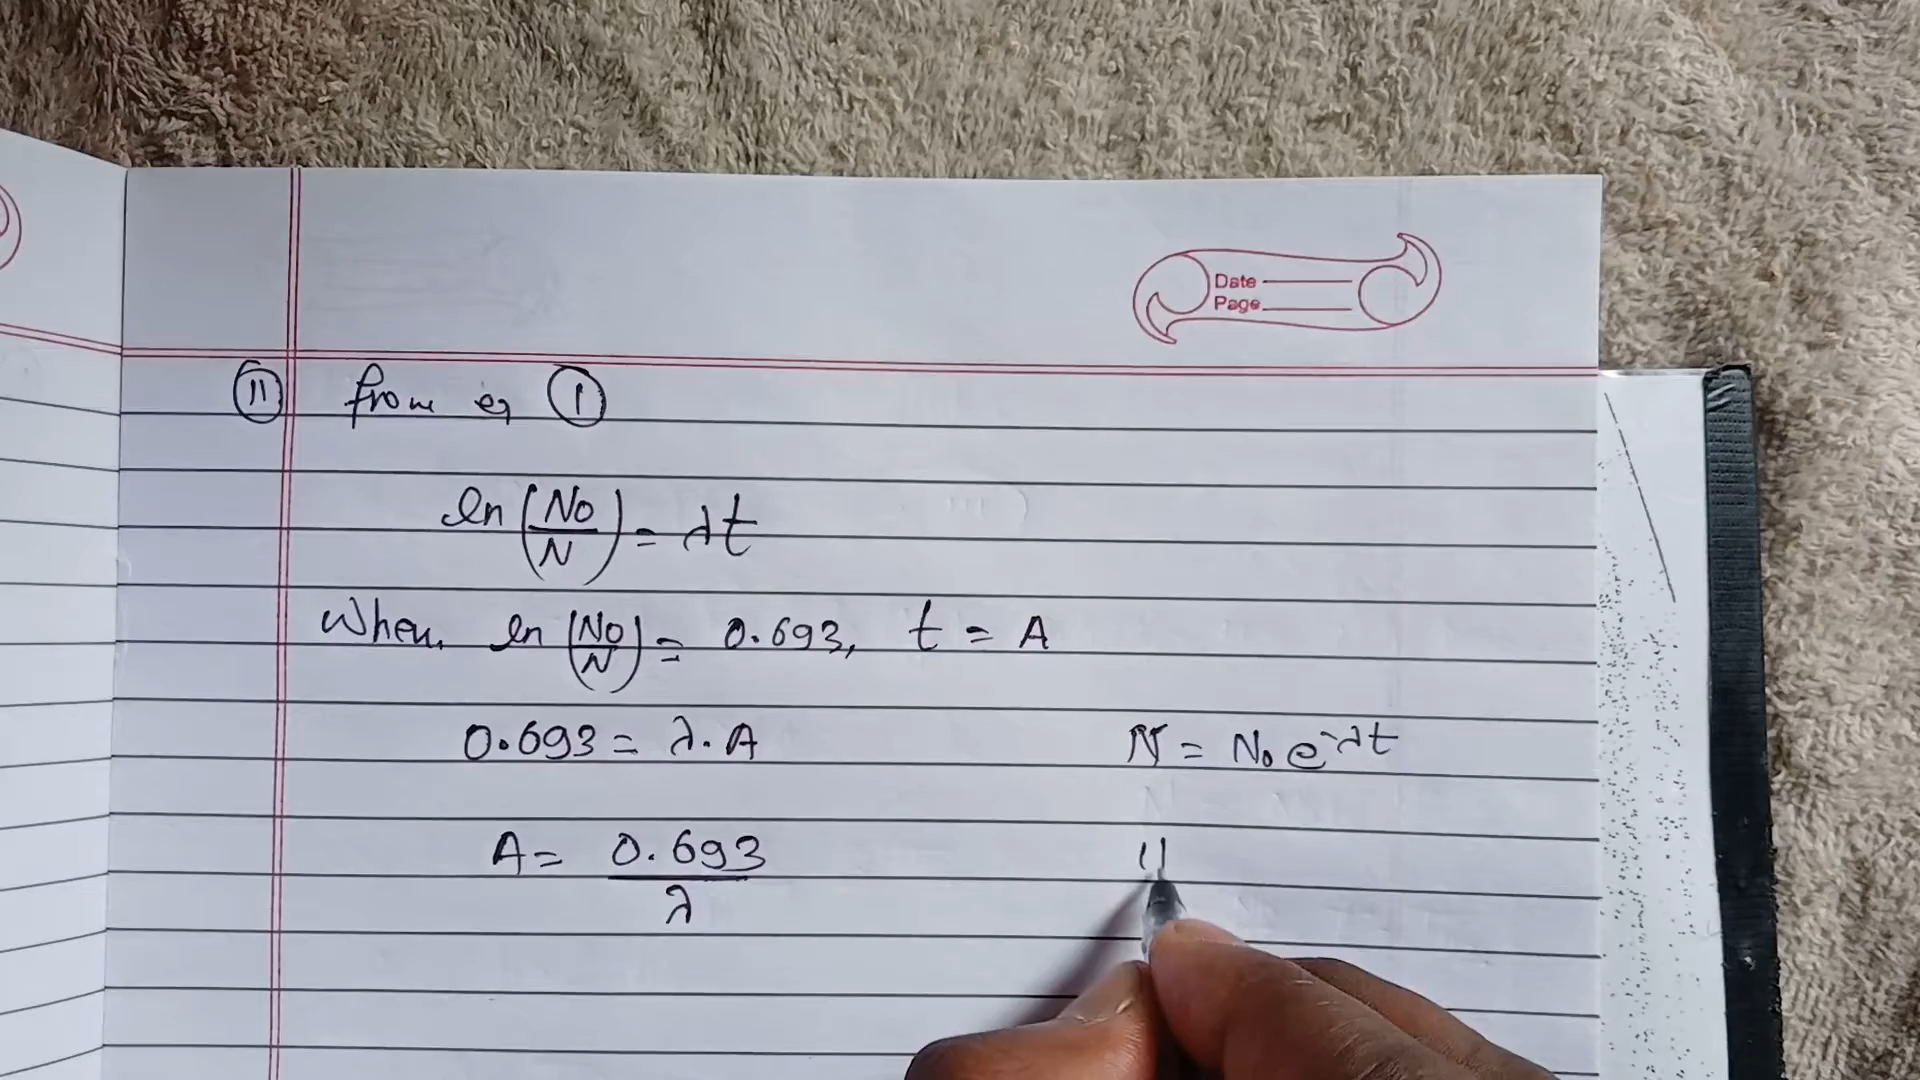 Date
Page
(11) from eq (1)
ln (No/N) = λt
When, ln (No/N) = 0.693, t = A
0.693 = λ.A N = No e^-λt
A = 0.693/λ